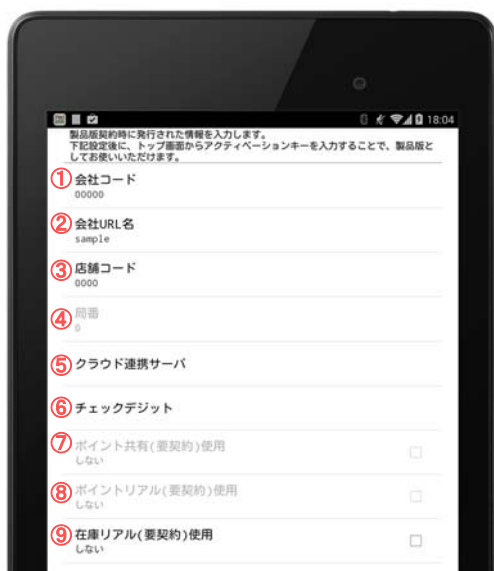 18:04
製品版契約時に発行された情報を入力します。
下記設定後に、トップ画面からアクティベーションキーを入力することで、製品版と
してお使いいただけます。
① 会社コード
00000
② 会社URL名
sample
③ 店舗コード
0000
④ 局番
0
⑤ クラウド連携サーバ
⑥ チェックデジット
⑦ ポイント共有(要契約)使用
しない
⑧ ポイントリアル(要契約)使用
しない
⑨ 在庫リアル(要契約)使用
しない